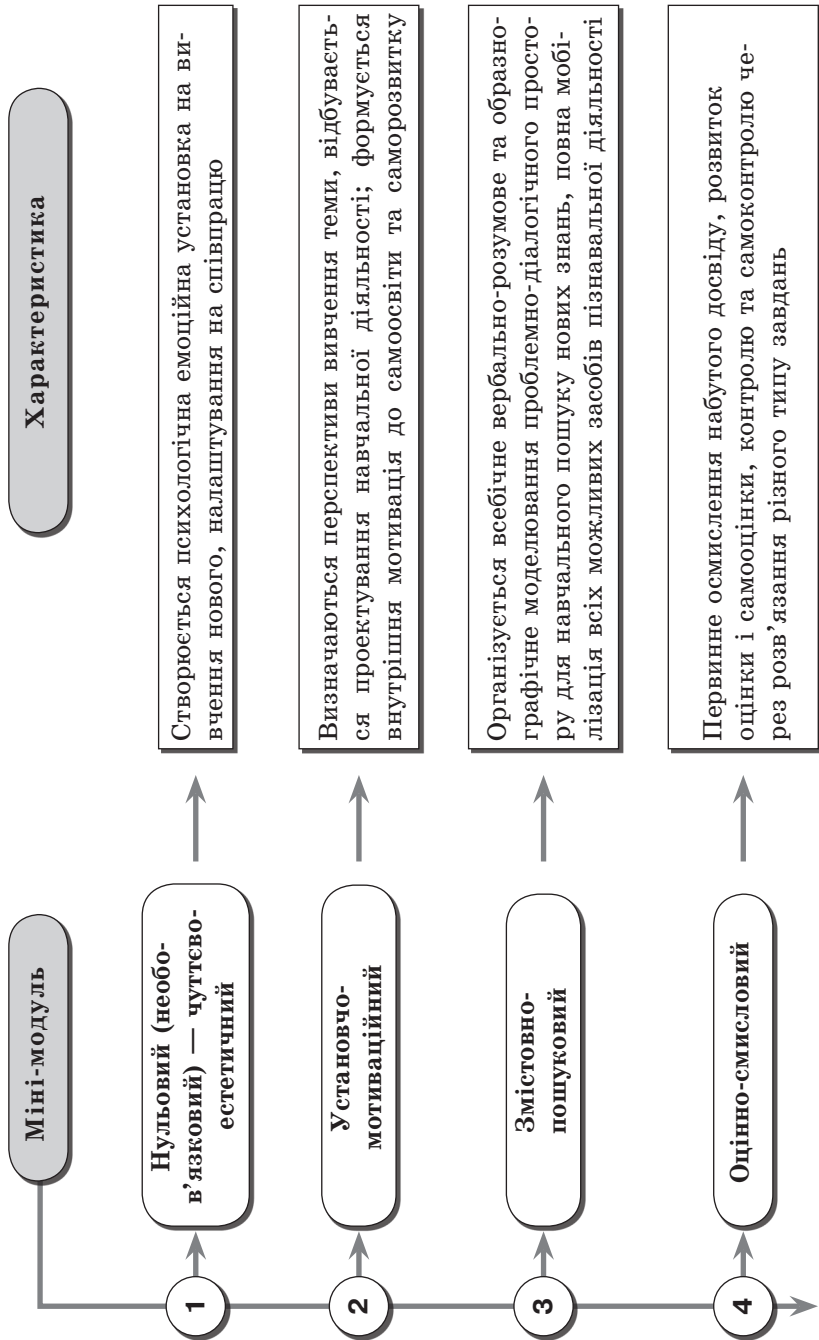 Міні-модуль
Характеристика
1
Нульовий (необо-
в’язковий) — чуттєво-
естетичний
Створюється психологічна емоційна установка на ви-
вчення нового, налаштування на співпрацю
2
Установчо-
мотиваційний
Визначаються перспективи вивчення теми, відбуваєть-
ся проектування навчальної діяльності; формується
внутрішня мотивація до самоосвіти та саморозвитку
3
Змістовно-
пошуковий
Організується всебічне вербально-розумове та образно-
графічне моделювання проблемно-діалогічного просто-
ру для навчального пошуку нових знань, повна мобі-
лізація всіх можливих засобів пізнавальної діяльності
4
Оцінно-смисловий
Первинне осмислення набутого досвіду, розвиток
оцінки і самооцінки, контролю та самоконтролю че-
рез розв’язання різного типу завдань